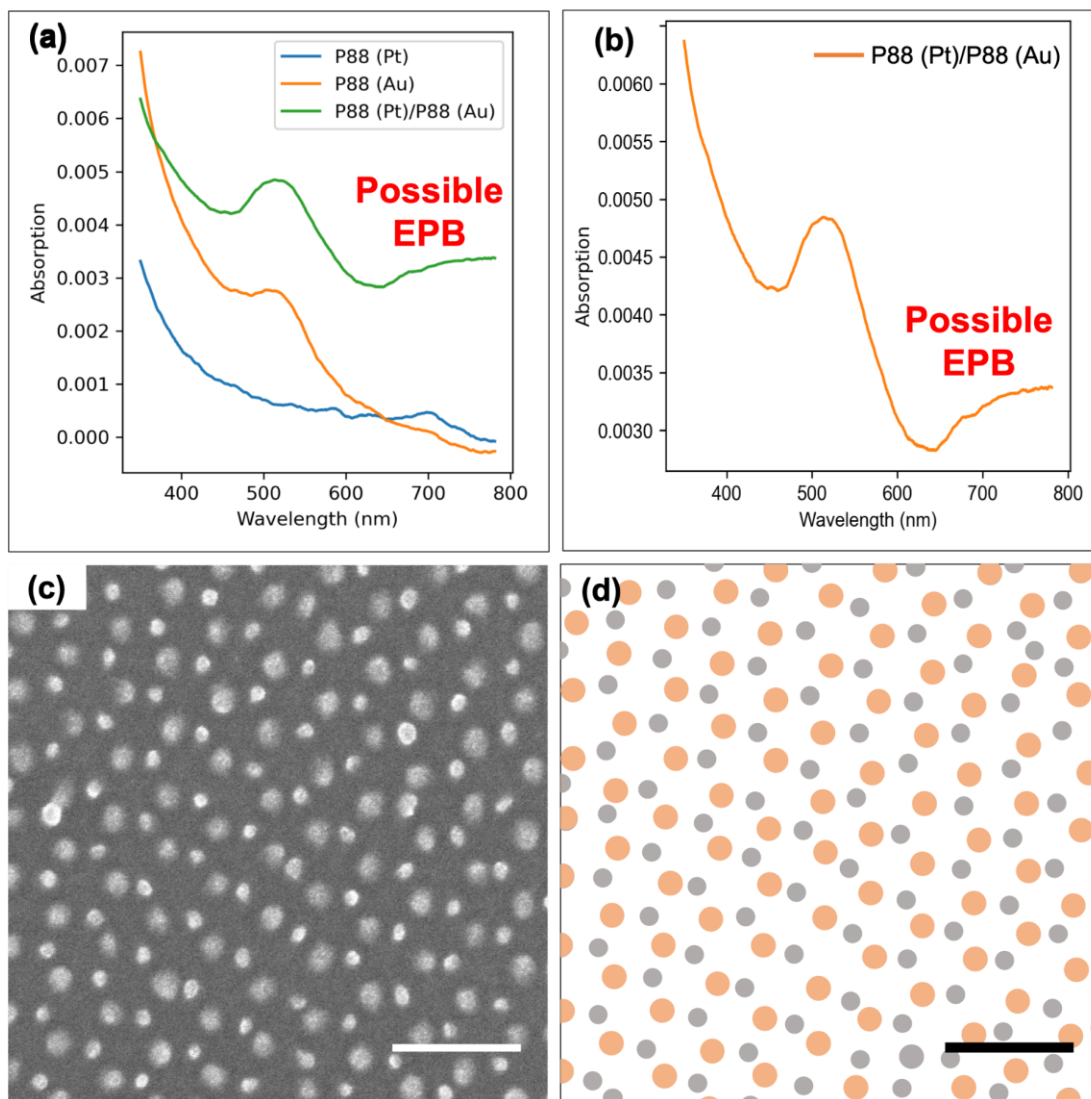 (a)
P88 (Pt)
P88 (Au)
P88 (Pt)/P88 (Au)
0.007
0.006
0.005
0.004
0.003
0.002
0.001
0.000
Absorption
Possible
EPB
400
500
600
700
800
Wavelength (nm)
(b)
P88 (Pt)/P88 (Au)
0.0060
0.0055
0.0050
0.0045
0.0040
0.0035
0.0030
Absorption
Possible
EPB
400
500
600
700
800
Wavelength (nm)
(c)
(d)